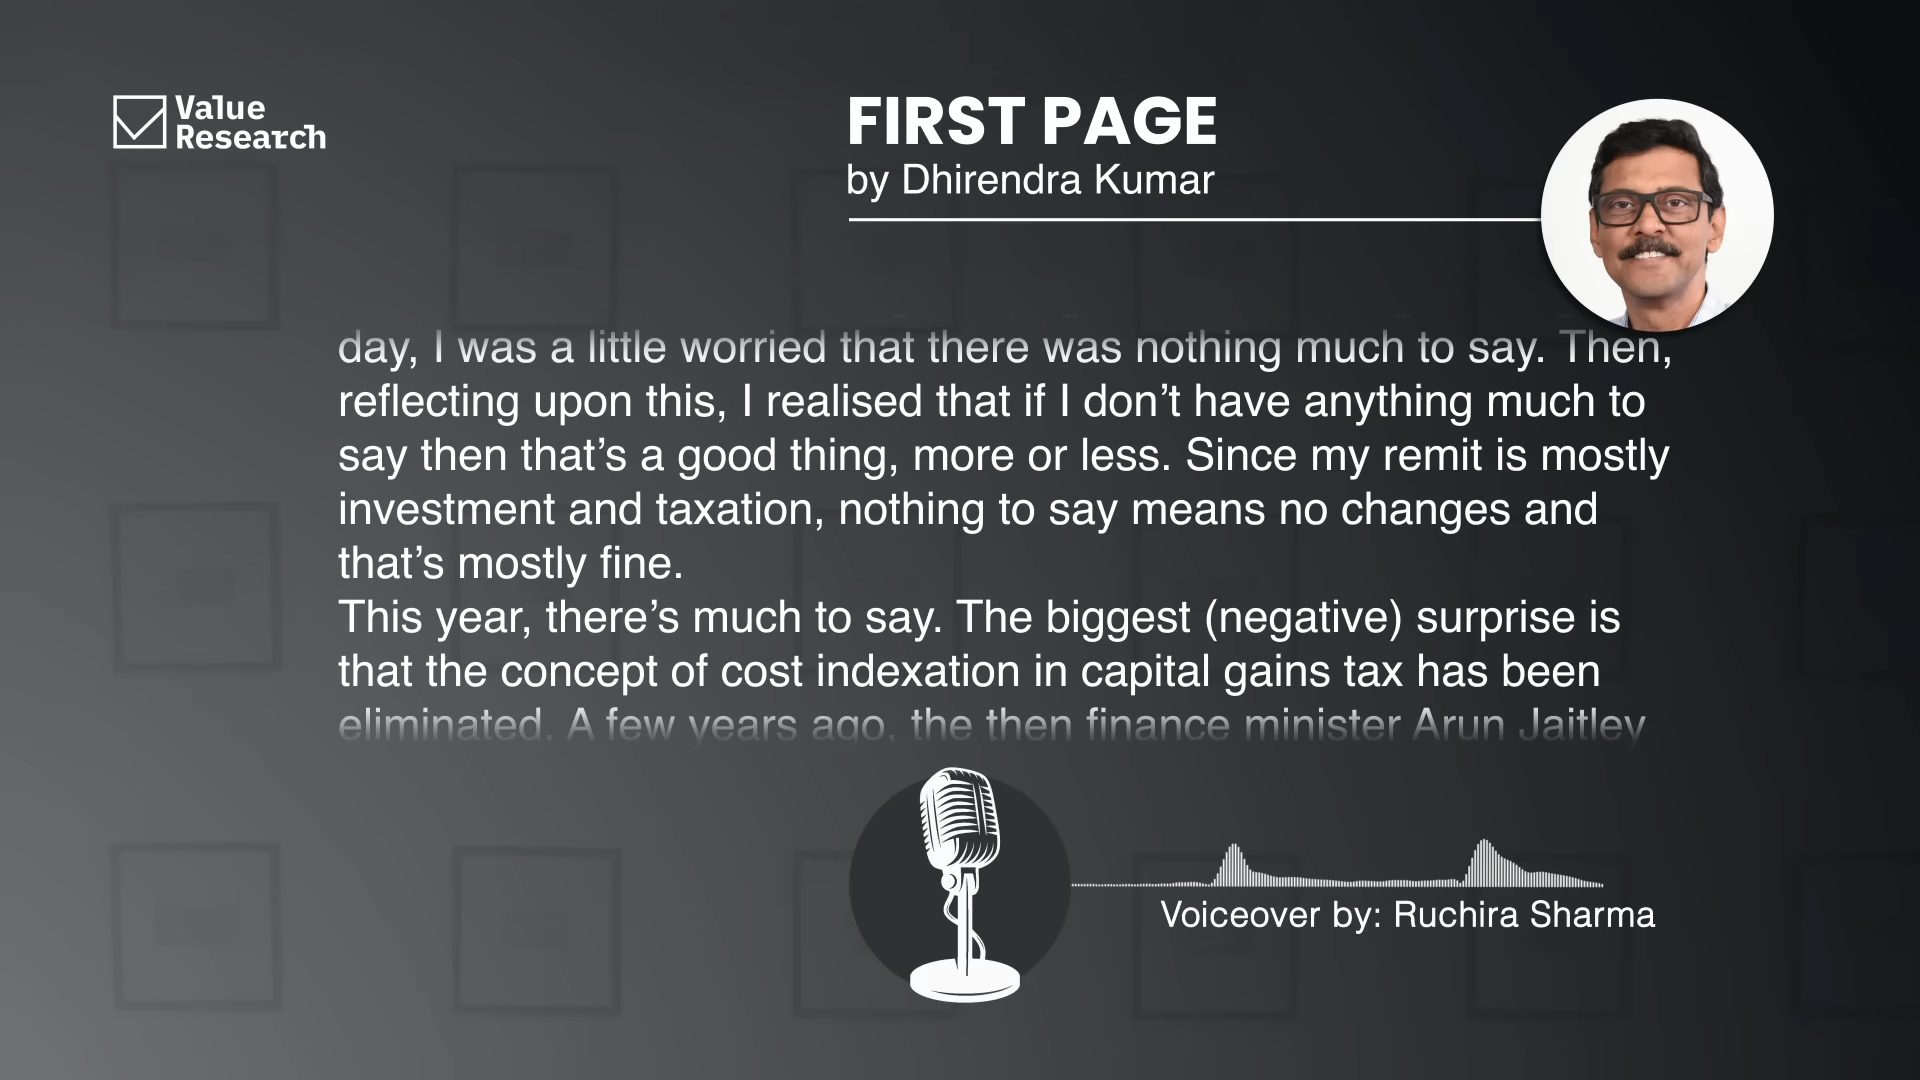 Value
Research
FIRST PAGE
by Dhirendra Kumar
day, I was a little worried that there was nothing much to say. Then,
reflecting upon this, I realised that if I don’t have anything much to
say then that’s a good thing, more or less. Since my remit is mostly
investment and taxation, nothing to say means no changes and
that’s mostly fine.
This year, there’s much to say. The biggest (negative) surprise is
that the concept of cost indexation in capital gains tax has been
eliminated. A few years ago, the then finance minister Arun Jaitley
Voiceover by: Ruchira Sharma